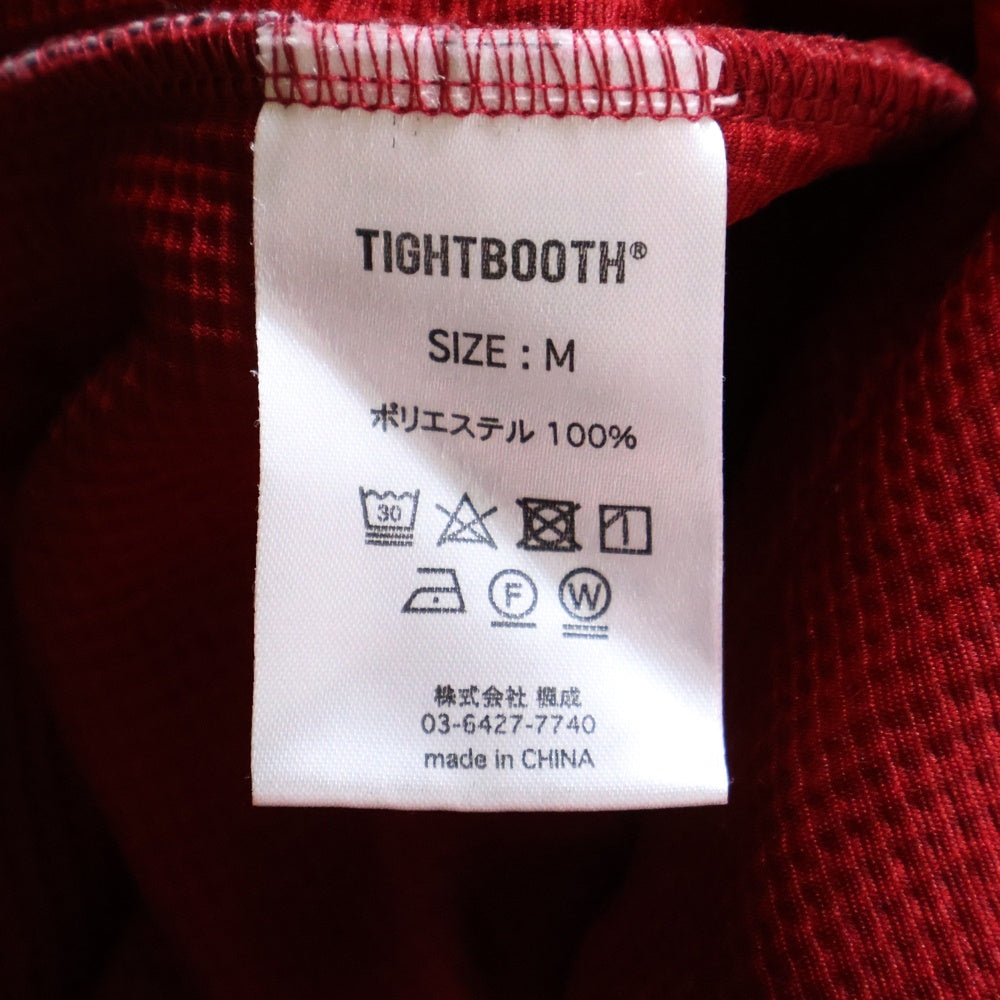 TIGHTBOOTH®
SIZE : M
ポリエステル 100%
30
F W
株式会社 楓成
03-6427-7740
made in CHINA